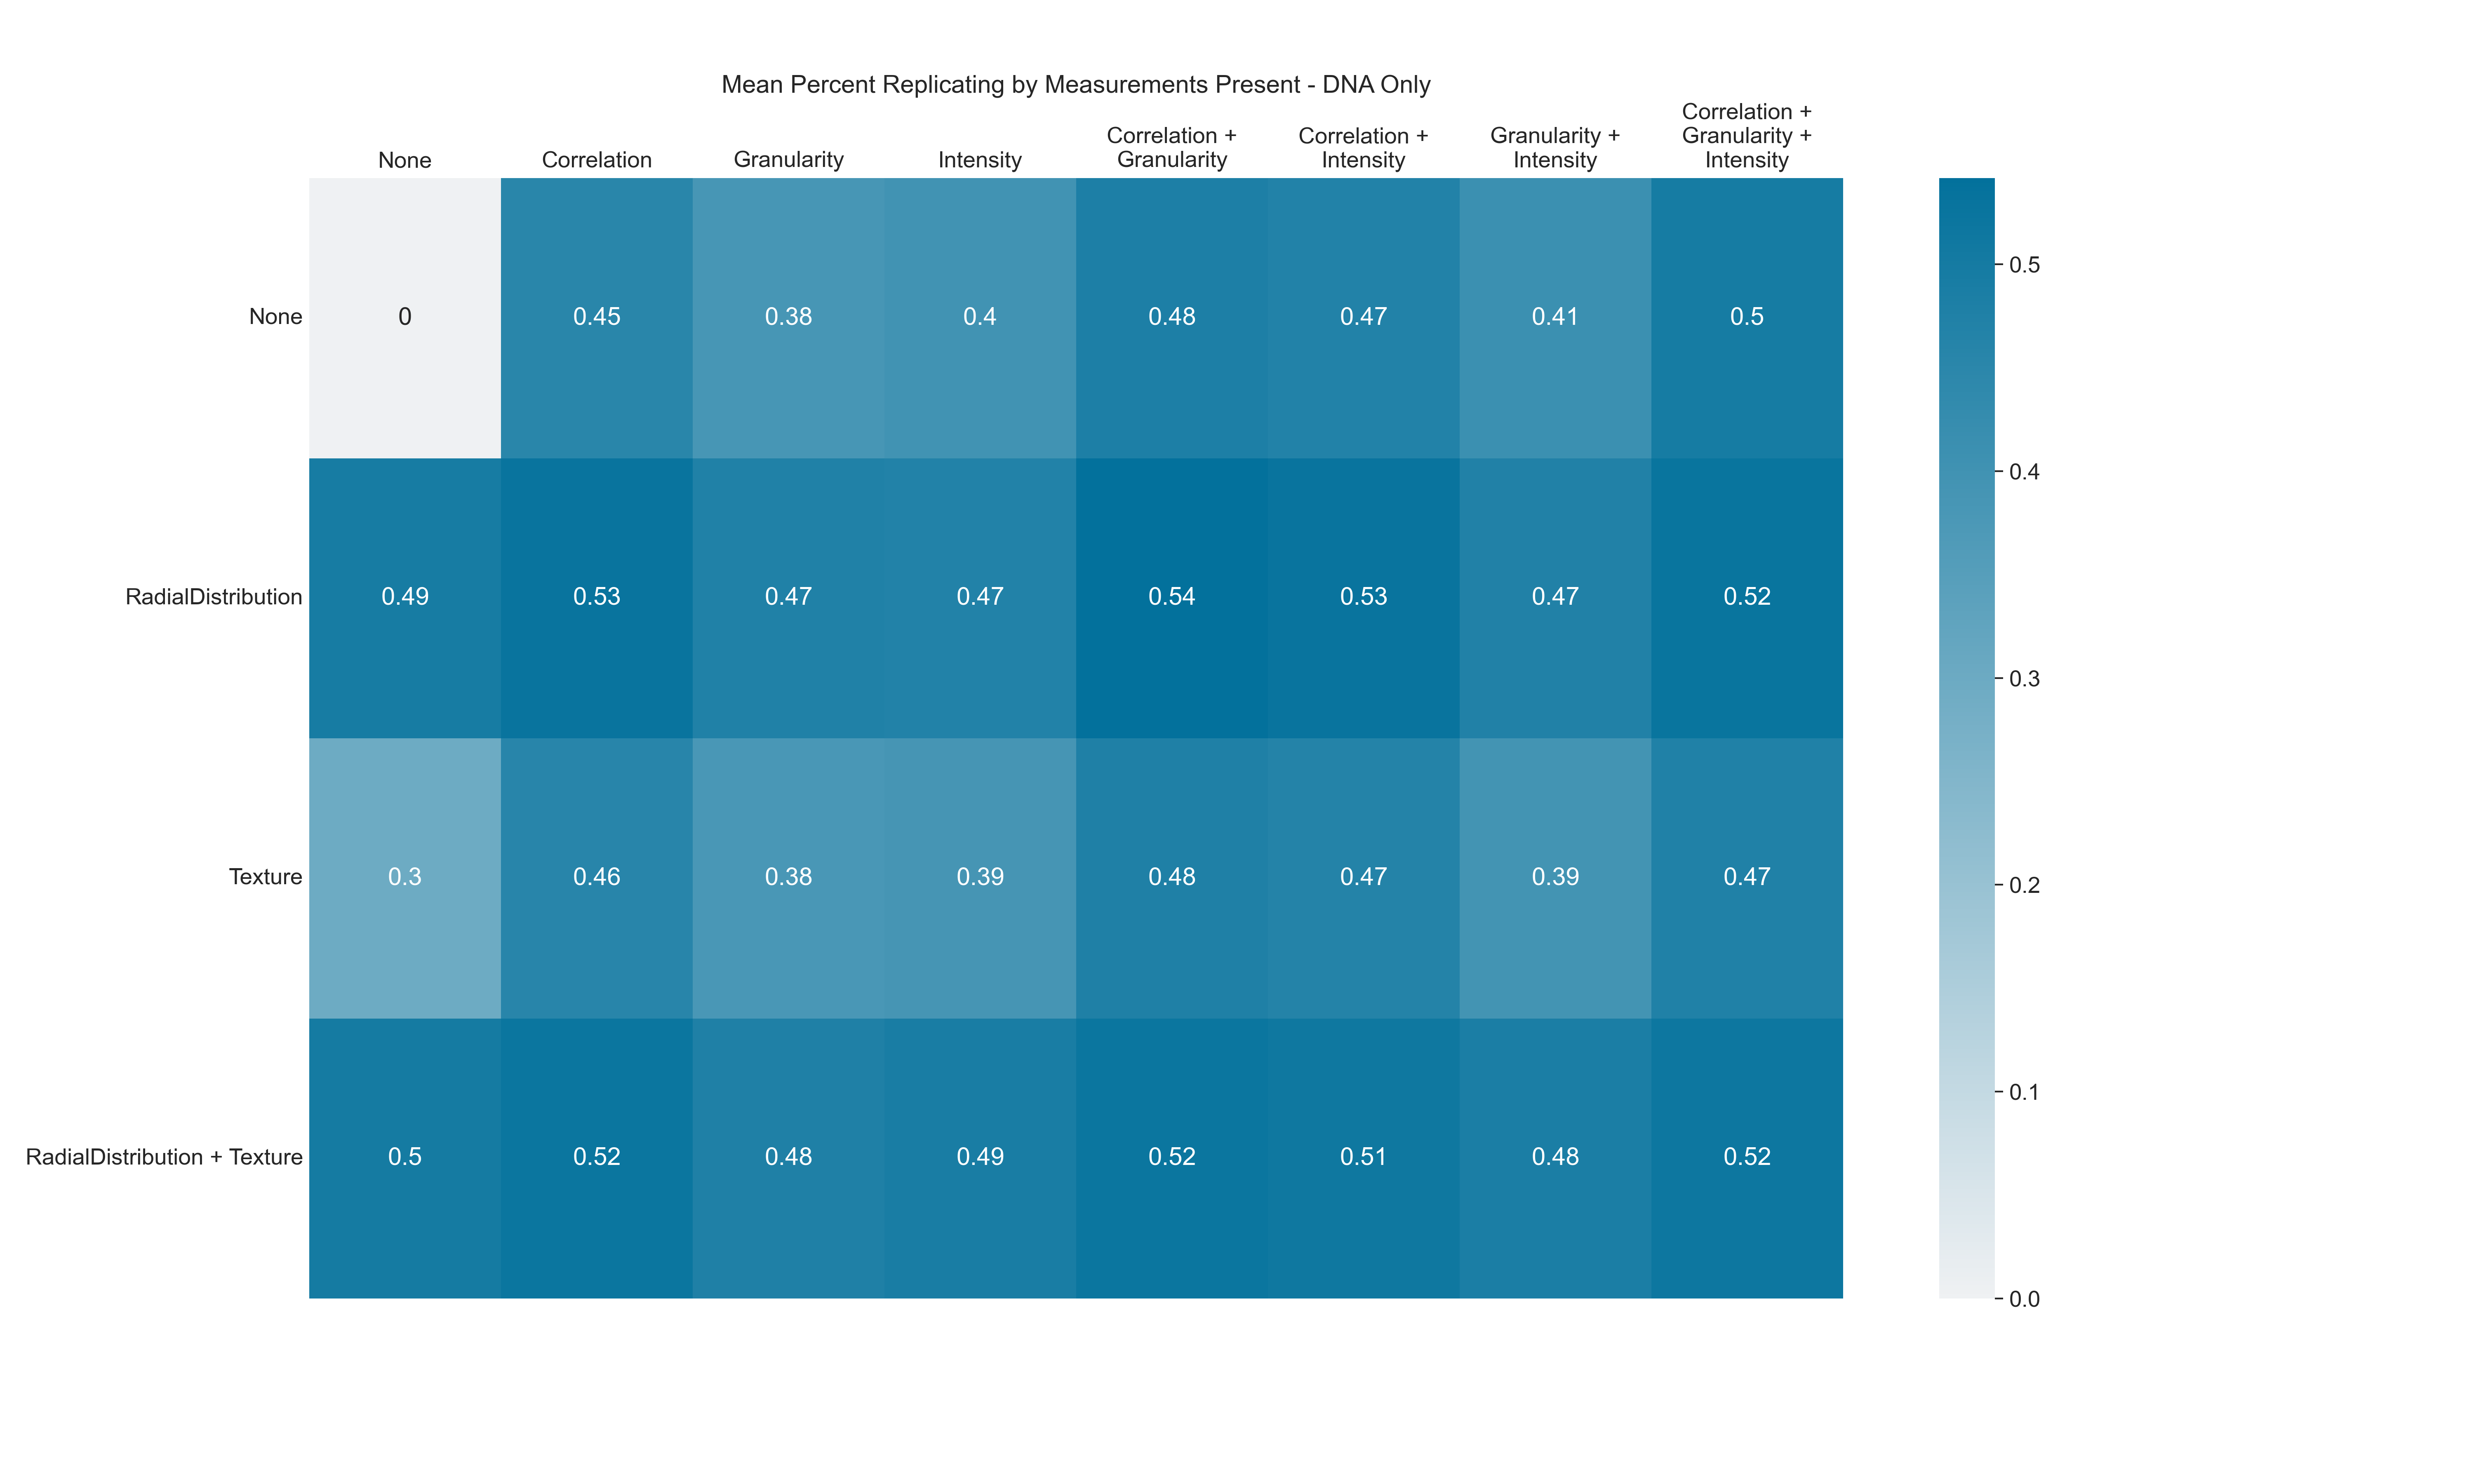 Mean Percent Replicating by Measurements Present - DNA Only
None
Correlation
Granularity
Intensity
Correlation +
Granularity
Correlation +
Intensity
Granularity +
Intensity
Correlation +
Granularity +
Intensity
None
0
0.45
0.38
0.4
0.48
0.47
0.41
0.5
RadialDistribution
0.49
0.53
0.47
0.47
0.54
0.53
0.47
0.52
Texture
0.3
0.46
0.38
0.39
0.48
0.47
0.39
0.47
RadialDistribution + Texture
0.5
0.52
0.48
0.49
0.52
0.51
0.48
0.52
0.5
0.4
0.3
0.2
0.1
0.0